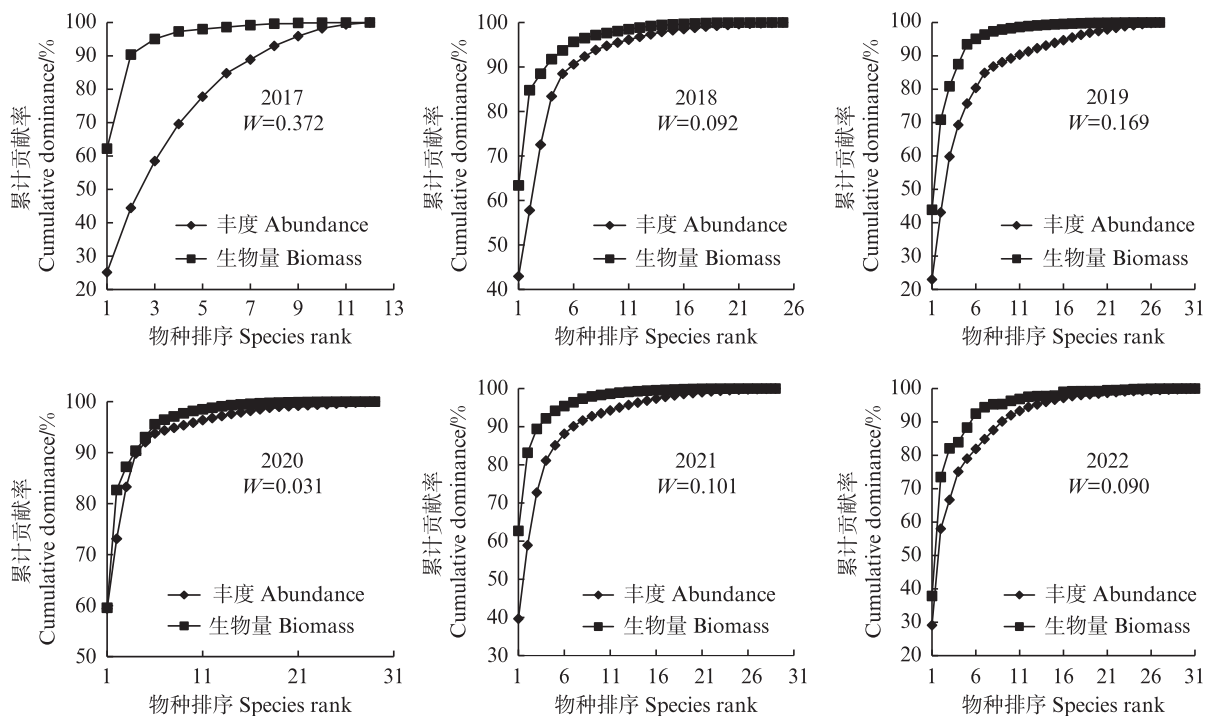 累计贡献率
Cumulative dominance/%
100
90
80
70
60
50
40
30
20
2017
W=0.372
丰度 Abundance
生物量 Biomass
1 3 5 7 9 11 13
物种排序 Species rank
累计贡献率
Cumulative dominance/%
100
90
80
70
60
50
40
2018
W=0.092
丰度 Abundance
生物量 Biomass
1 6 11 16 21 26
物种排序 Species rank
累计贡献率
Cumulative dominance/%
100
90
80
70
60
50
40
30
20
2019
W=0.169
丰度 Abundance
生物量 Biomass
1 6 11 16 21 26 31
物种排序 Species rank
累计贡献率
Cumulative dominance/%
100
90
80
70
60
50
2020
W=0.031
丰度 Abundance
生物量 Biomass
1 11 21 31
物种排序 Species rank
累计贡献率
Cumulative dominance/%
100
90
80
70
60
50
40
30
2021
W=0.101
丰度 Abundance
生物量 Biomass
1 6 11 16 21 26 31
物种排序 Species rank
累计贡献率
Cumulative dominance/%
100
90
80
70
60
50
40
30
20
2022
W=0.090
丰度 Abundance
生物量 Biomass
1 6 11 16 21 26 31
物种排序 Species rank